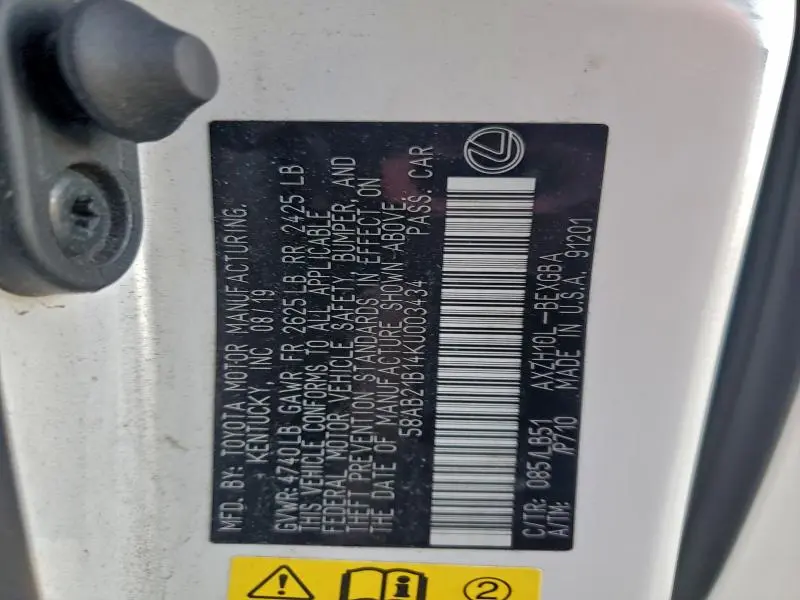 MFD. BY: TOYOTA MOTOR MANUFACTURING,
KENTUCKY, INC 08/19
GVWR 4740LB GAWR FR 2625 LB RR 2425 LB
THIS VEHICLE CONFORMS TO ALL APPLICABLE
FEDERAL MOTOR VEHICLE SAFETY, BUMPER, AND
THEFT PREVENTION STANDARDS IN EFFECT ON
THE DATE OF MANUFACTURE SHOWN ABOVE.
58AB21B14KU003434 PASS. CAR
C/TR: 085/LB51 AXZH10L-BEXGBA
A/TM: /P710 MADE IN U.S.A. 91201
2